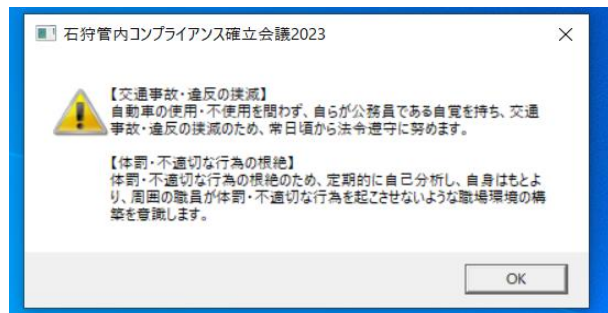 石狩管内コンプライアンス確立会議2023
【交通事故・違反の撲滅】
自動車の使用・不使用を問わず、自らが公務員である自覚を持ち、交通
事故・違反の撲滅のため、常日頃から法令遵守に努めます。
【体罰・不適切な行為の根絶】
体罰・不適切な行為の根絶のため、定期的に自己分析し、自身はもとよ
り、周囲の職員が体罰・不適切な行為を起こさせないような職場環境の構
築を意識します。
OK